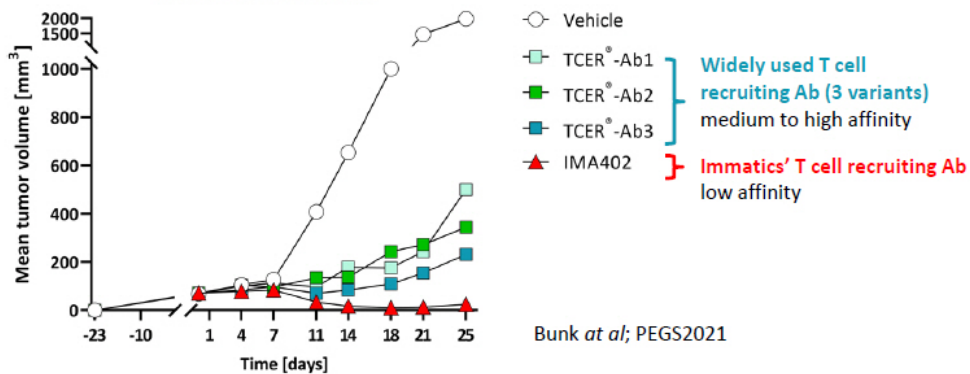 2000
1500
1000
800
600
400
200
0
Mean tumor volume [mm³]
-23 -10 1 4 7 11 14 18 21 25
Time [days]
Vehicle
TCER®-Ab1
TCER®-Ab2
TCER®-Ab3
IMA402
Widely used T cell
recruiting Ab (3 variants)
medium to high affinity
Immatics’ T cell recruiting Ab
low affinity
Bunk at al; PEGS2021